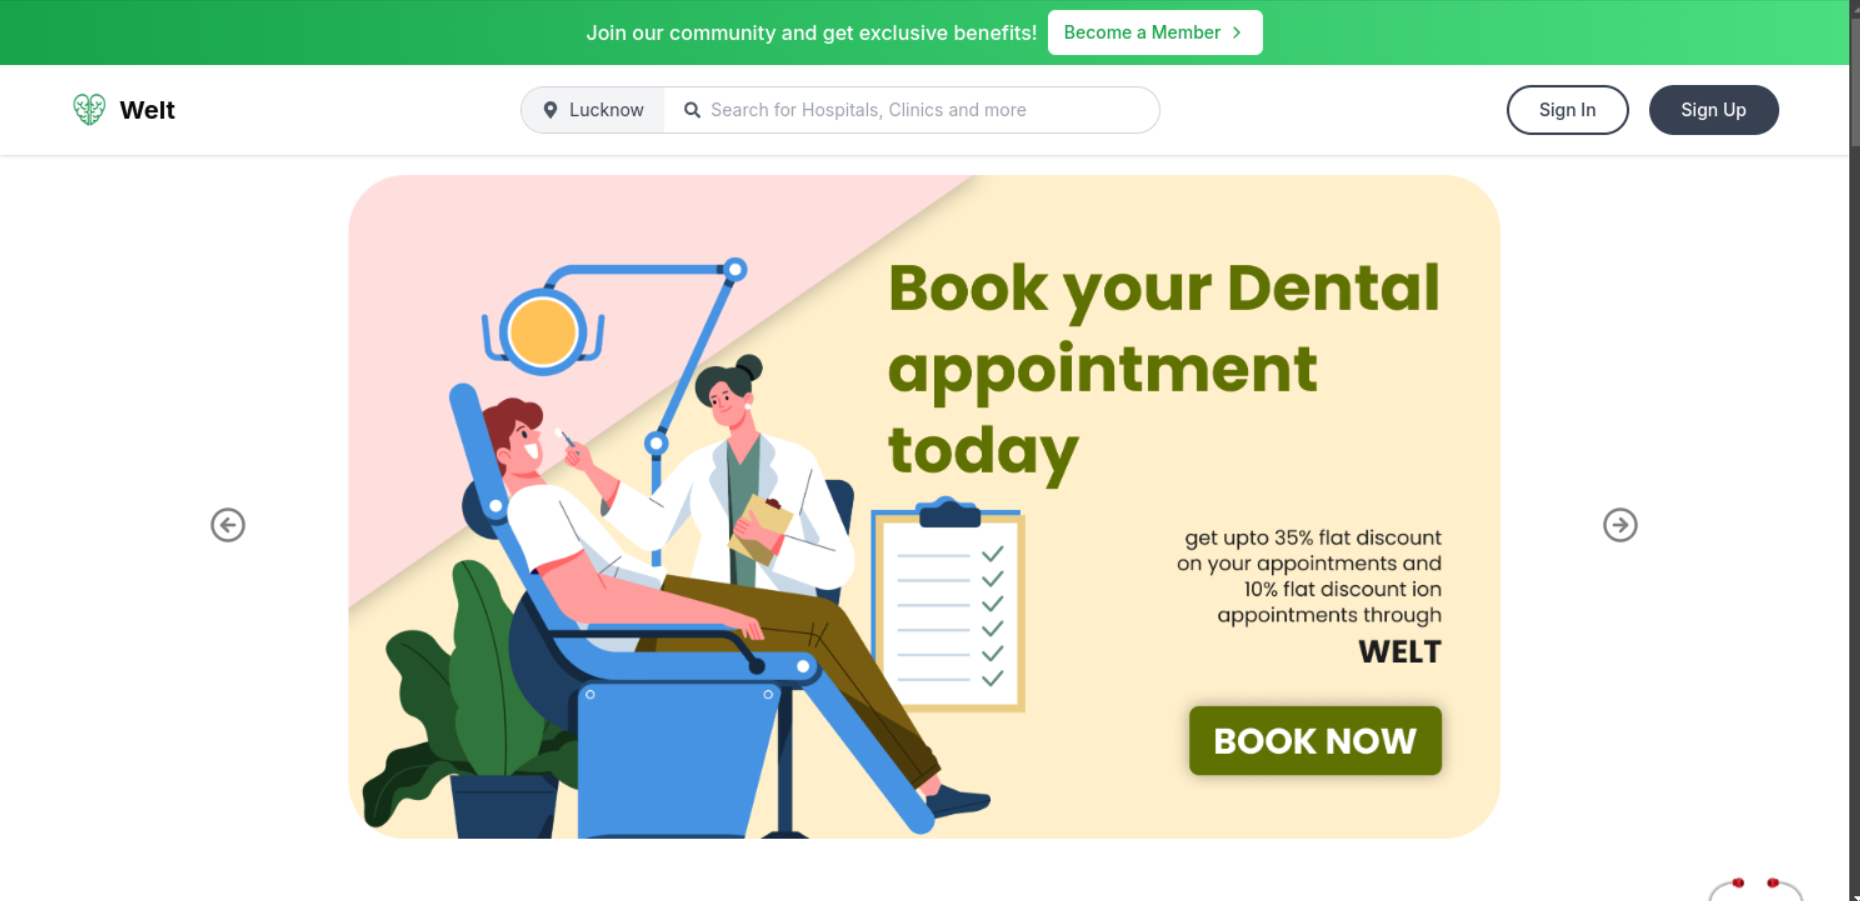 Join our community and get exclusive benefits!
Become a Member
Welt
Lucknow
Search for Hospitals, Clinics and more
Sign In
Sign Up
Book your Dental
appointment
today
get upto 35% flat discount
on your appointments and
10% flat discount ion
appointments through
WELT
BOOK NOW